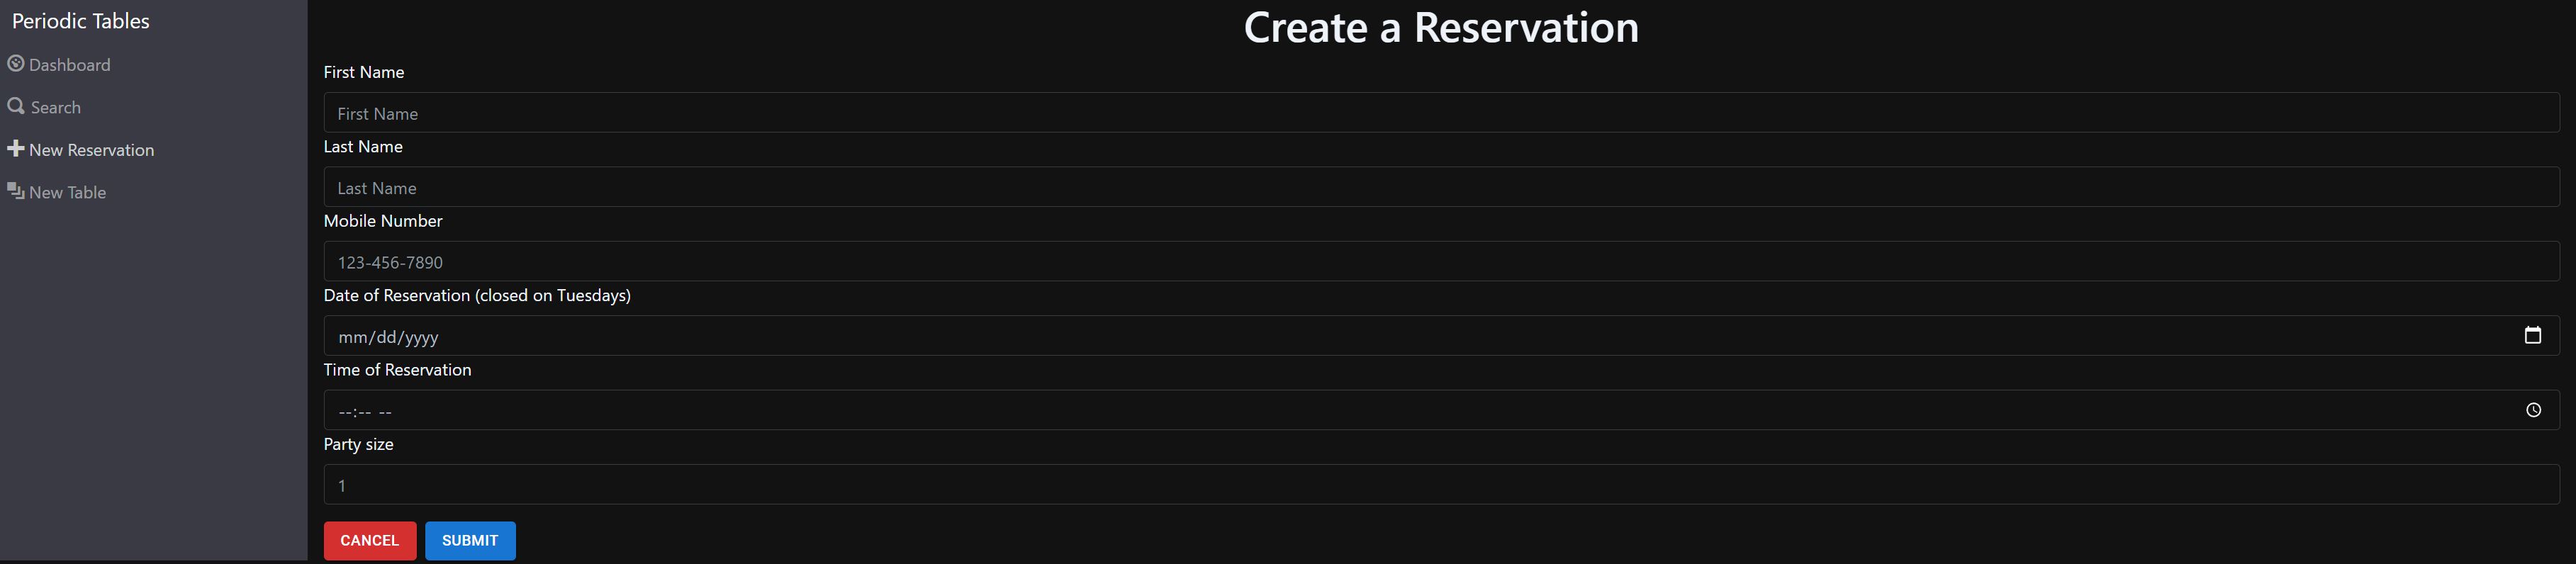 Periodic Tables
Dashboard
Search
New Reservation
New Table
Create a Reservation
First Name
First Name
Last Name
Last Name
Mobile Number
123-456-7890
Date of Reservation (closed on Tuesdays)
mm/dd/yyyy
Time of Reservation
--:-- --
Party size
1
CANCEL SUBMIT